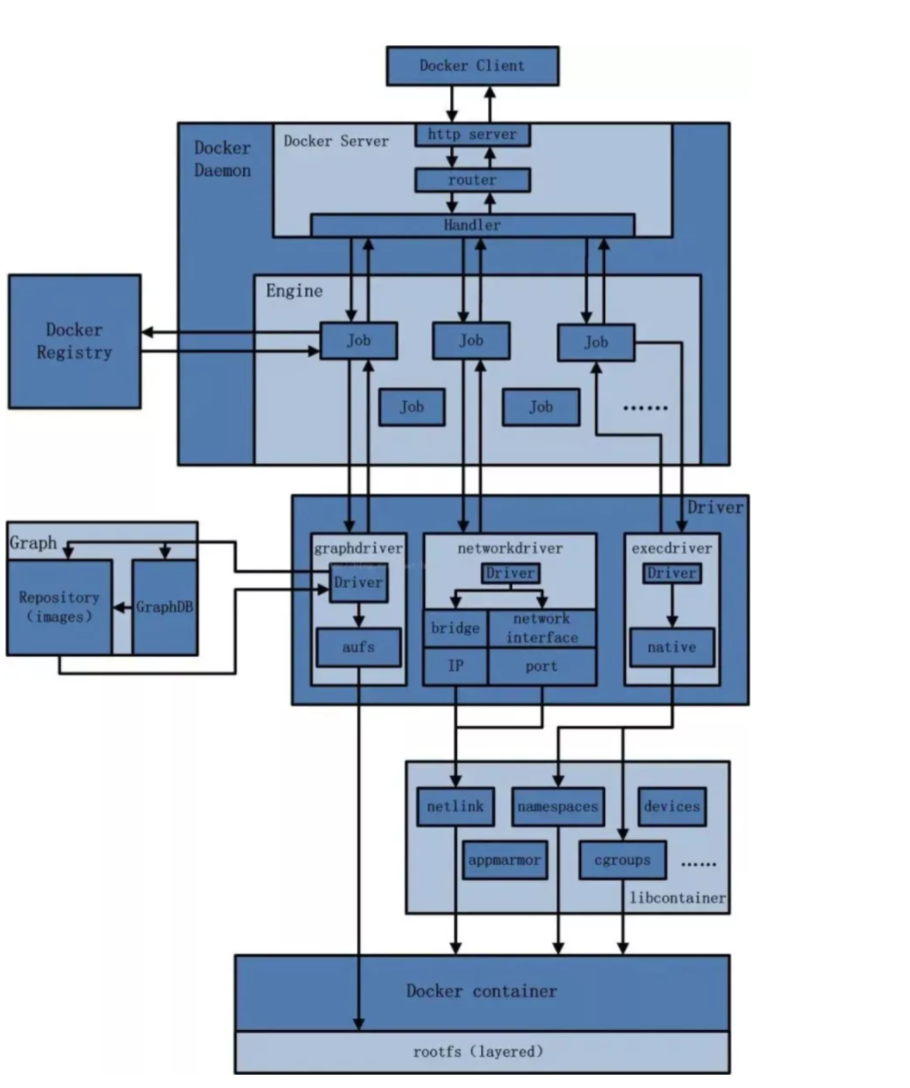 Docker Client
Docker
Daemon
Docker Server
http server
router
Handler
Engine
Docker
Registry
Job
Job
Job
Job
Job
......
Driver
Graph
Repository
(images)
GraphDB
graphdriver
Driver
aufs
networkdriver
Driver
bridge
network
interface
IP
port
execdriver
Driver
native
netlink
namespaces
devices
appmarmor
cgroups
......
libcontainer
Docker container
rootfs（layered）